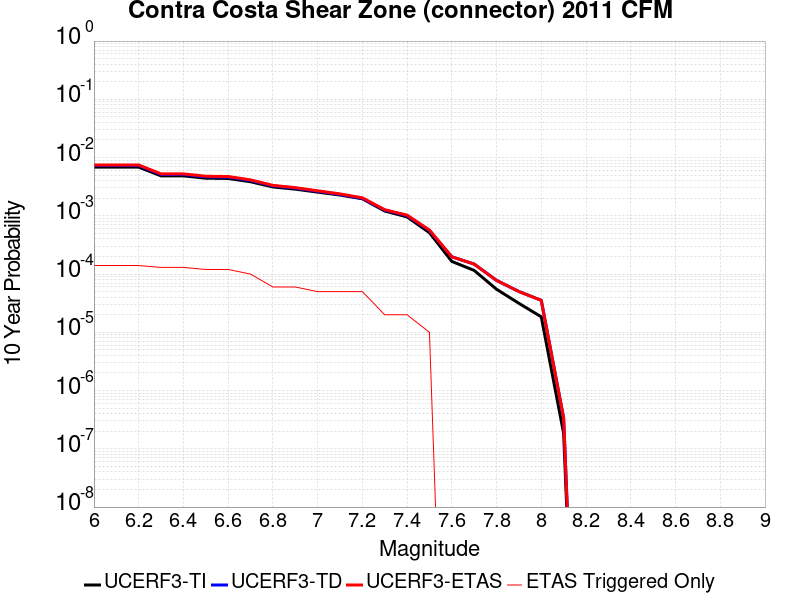 Contra Costa Shear Zone (connector) 2011 CFM
10^0
10^-1
10^-2
10^-3
10^-4
10^-5
10^-6
10^-7
10^-8
10 Year Probability
6 6.2 6.4 6.6 6.8 7 7.2 7.4 7.6 7.8 8 8.2 8.4 8.6 8.8 9
Magnitude
UCERF3-TI UCERF3-TD UCERF3-ETAS ETAS Triggered Only